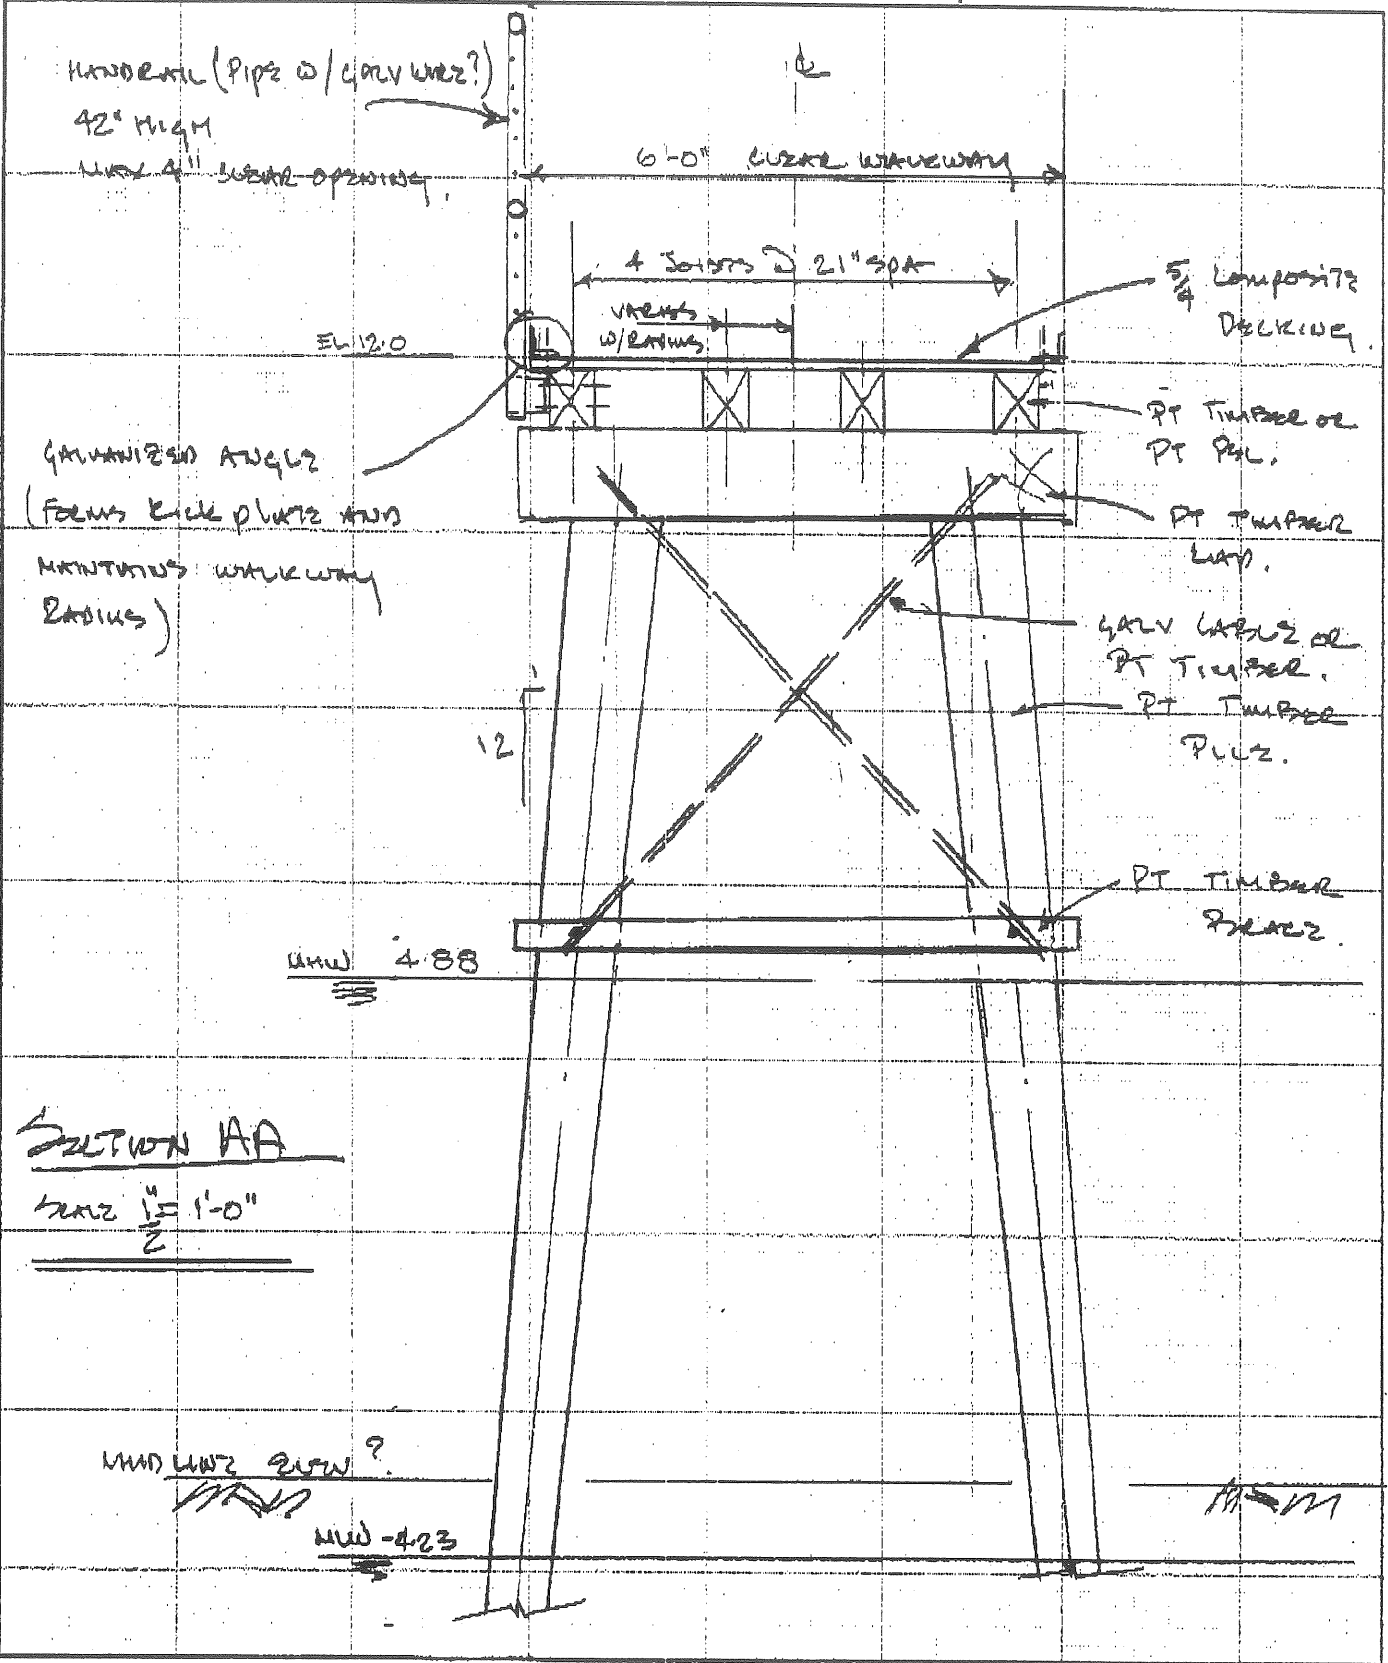 HANDRAIL (PIPE W/ GALV WIRE?)
42" HIGH
MAX 4" CLEAR OPENING.
℄
6'-0" CLEAR WALKWAY
4 JOISTS @ 21" SPA
VARIES
W/RADIUS
5/4 COMPOSITE
DECKING.
EL 12.0
PT TIMBER OR
PT PSL.
GALVANIZED ANGLE
(FORMS KICK PLATE AND
MAINTAINS WALKWAY
RADIUS)
PT TIMBER
CAP.
GALV CABLE OR
PT TIMBER.
PT TIMBER
PILE.
1
12
PT TIMBER
BRACE.
MHW 4.88
SECTION AA
SCALE 1/2" = 1'-0"
MUD LINE ELEV ?
MLW -4.23